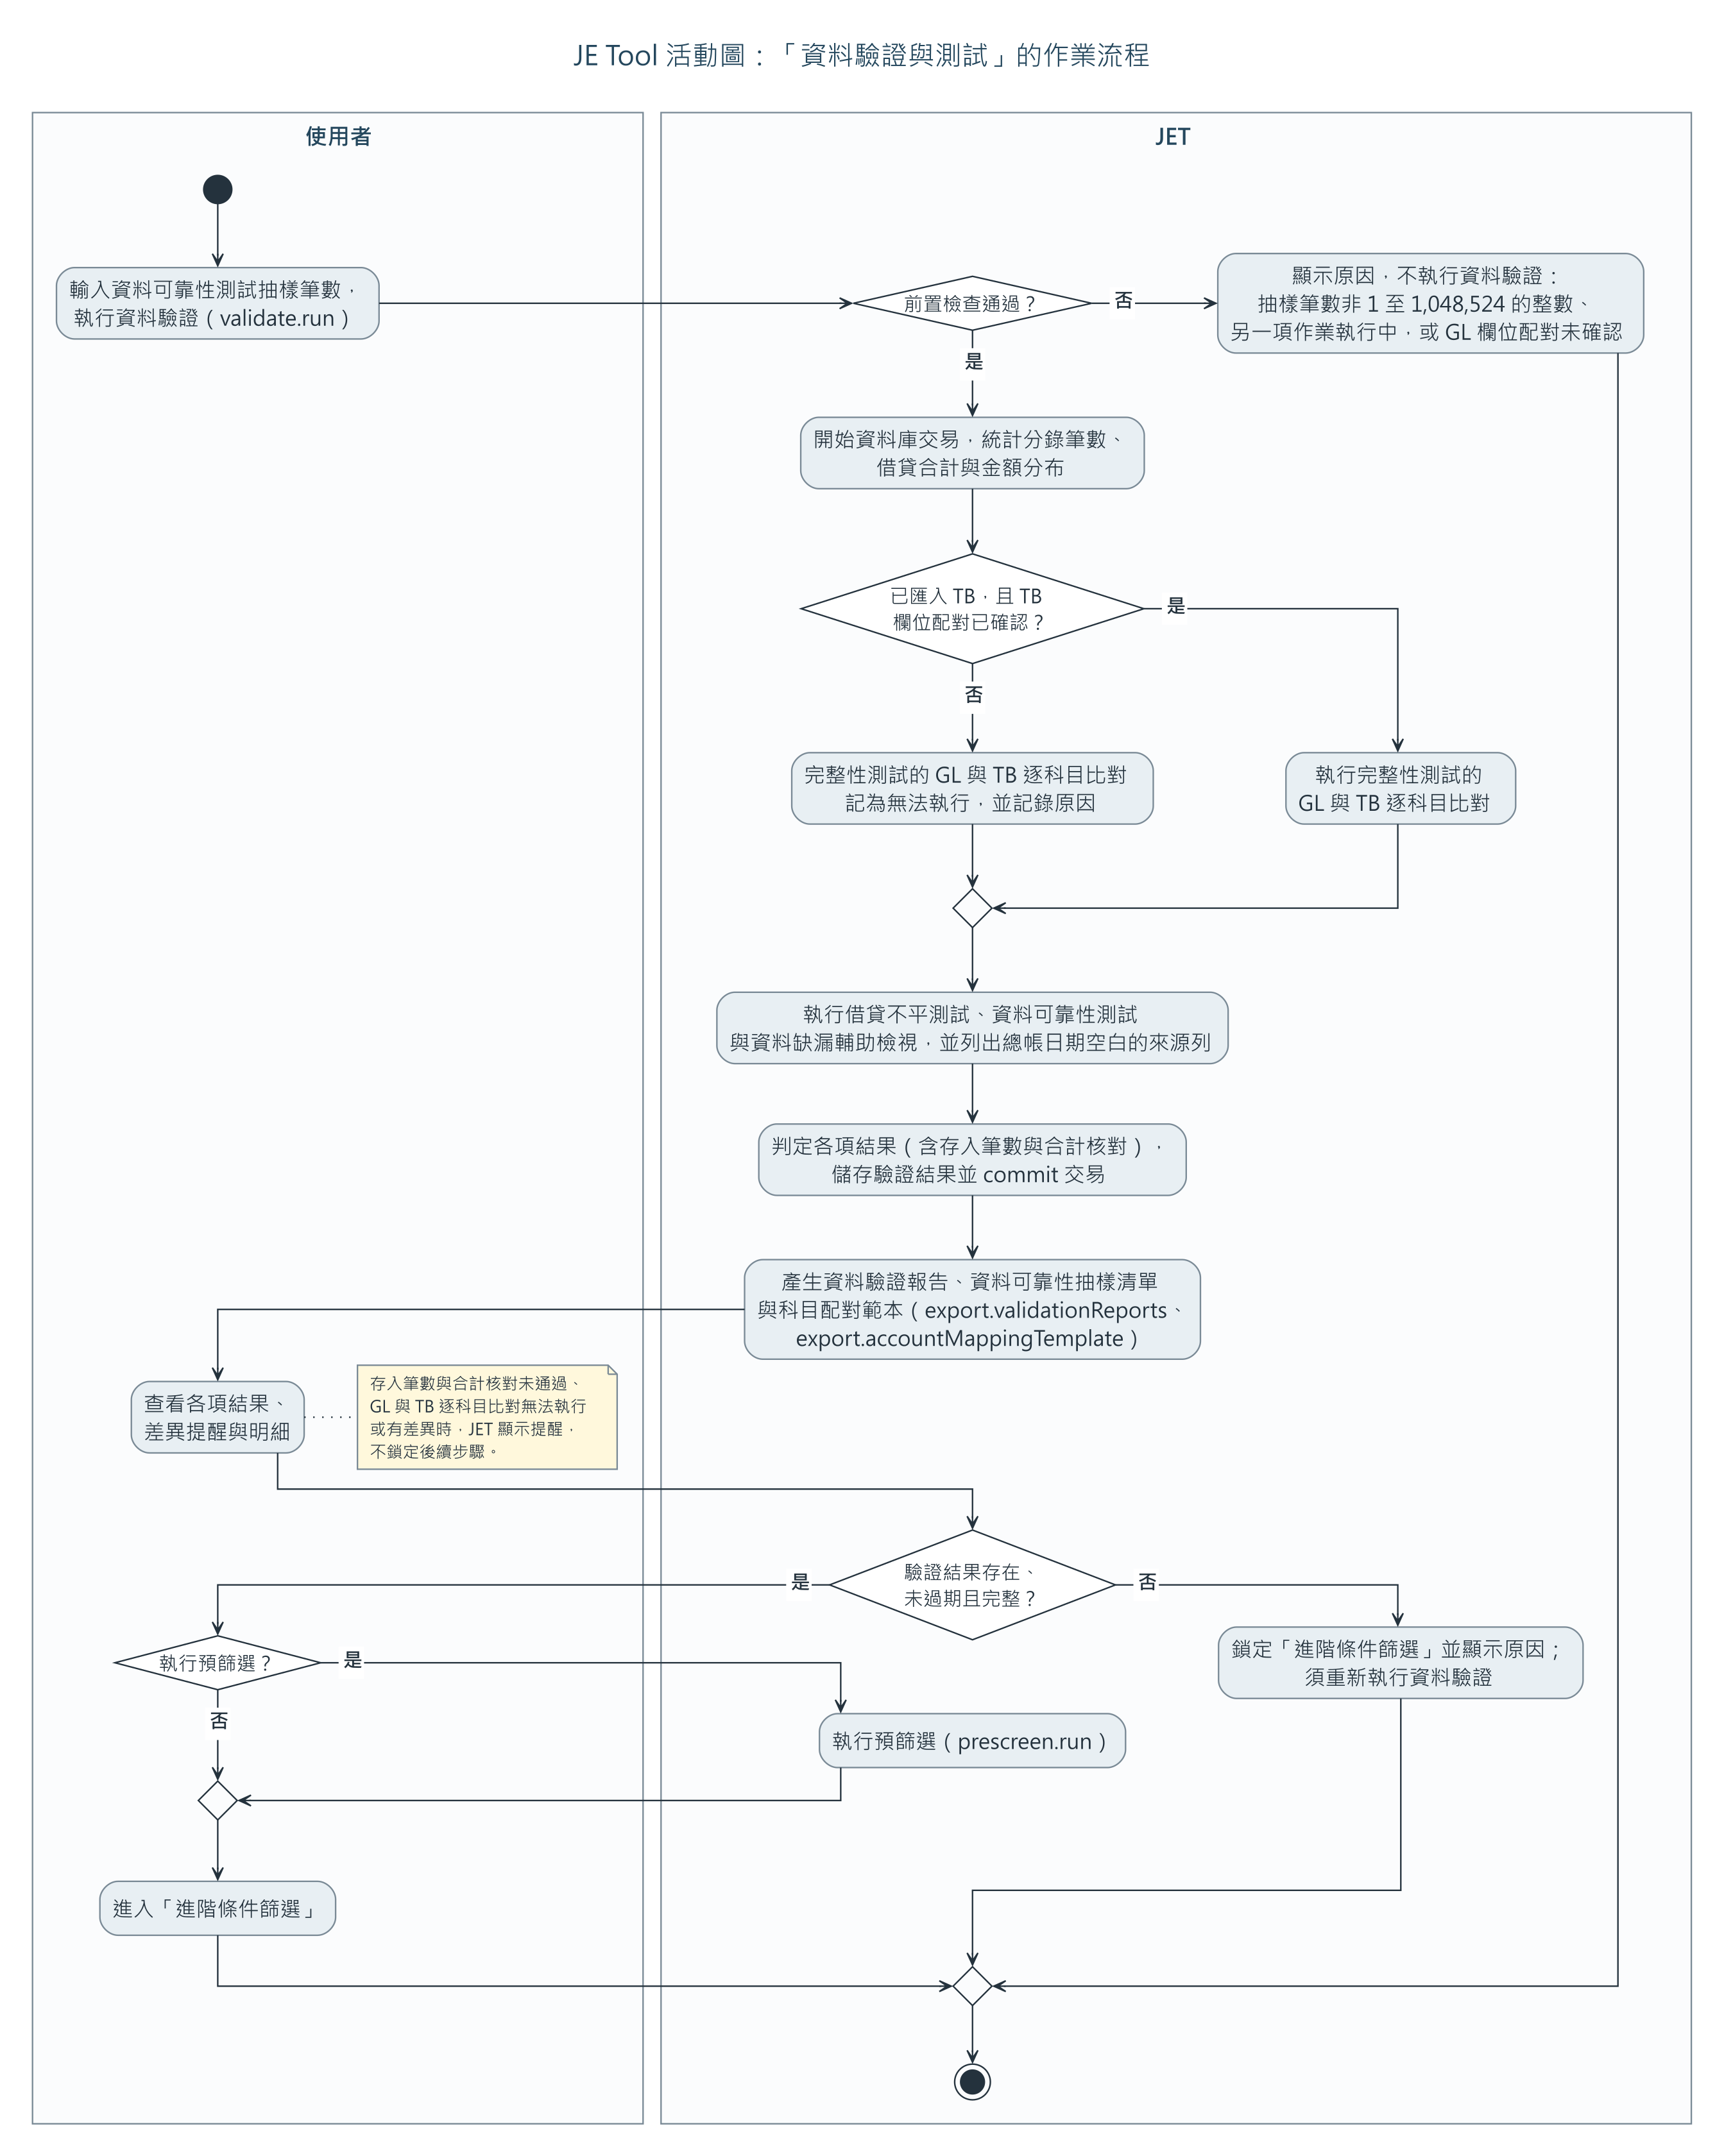 JE Tool 活動圖：「資料驗證與測試」的作業流程
使用者
JET
輸入資料可靠性測試抽樣筆數，
執行資料驗證（validate.run）
前置檢查通過？
否
顯示原因，不執行資料驗證：
抽樣筆數非 1 至 1,048,524 的整數、
另一項作業執行中，或 GL 欄位配對未確認
是
開始資料庫交易，統計分錄筆數、
借貸合計與金額分布
已匯入 TB，且 TB
欄位配對已確認？
是
否
完整性測試的 GL 與 TB 逐科目比對
記為無法執行，並記錄原因
執行完整性測試的
GL 與 TB 逐科目比對
執行借貸不平測試、資料可靠性測試
與資料缺漏輔助檢視，並列出總帳日期空白的來源列
判定各項結果（含存入筆數與合計核對），
儲存驗證結果並 commit 交易
產生資料驗證報告、資料可靠性抽樣清單
與科目配對範本（export.validationReports、
export.accountMappingTemplate）
查看各項結果、
差異提醒與明細
存入筆數與合計核對未通過、
GL 與 TB 逐科目比對無法執行
或有差異時，JET 顯示提醒，
不鎖定後續步驟。
驗證結果存在、
未過期且完整？
是
否
鎖定「進階條件篩選」並顯示原因；
須重新執行資料驗證
執行預篩選？
是
否
執行預篩選（prescreen.run）
進入「進階條件篩選」